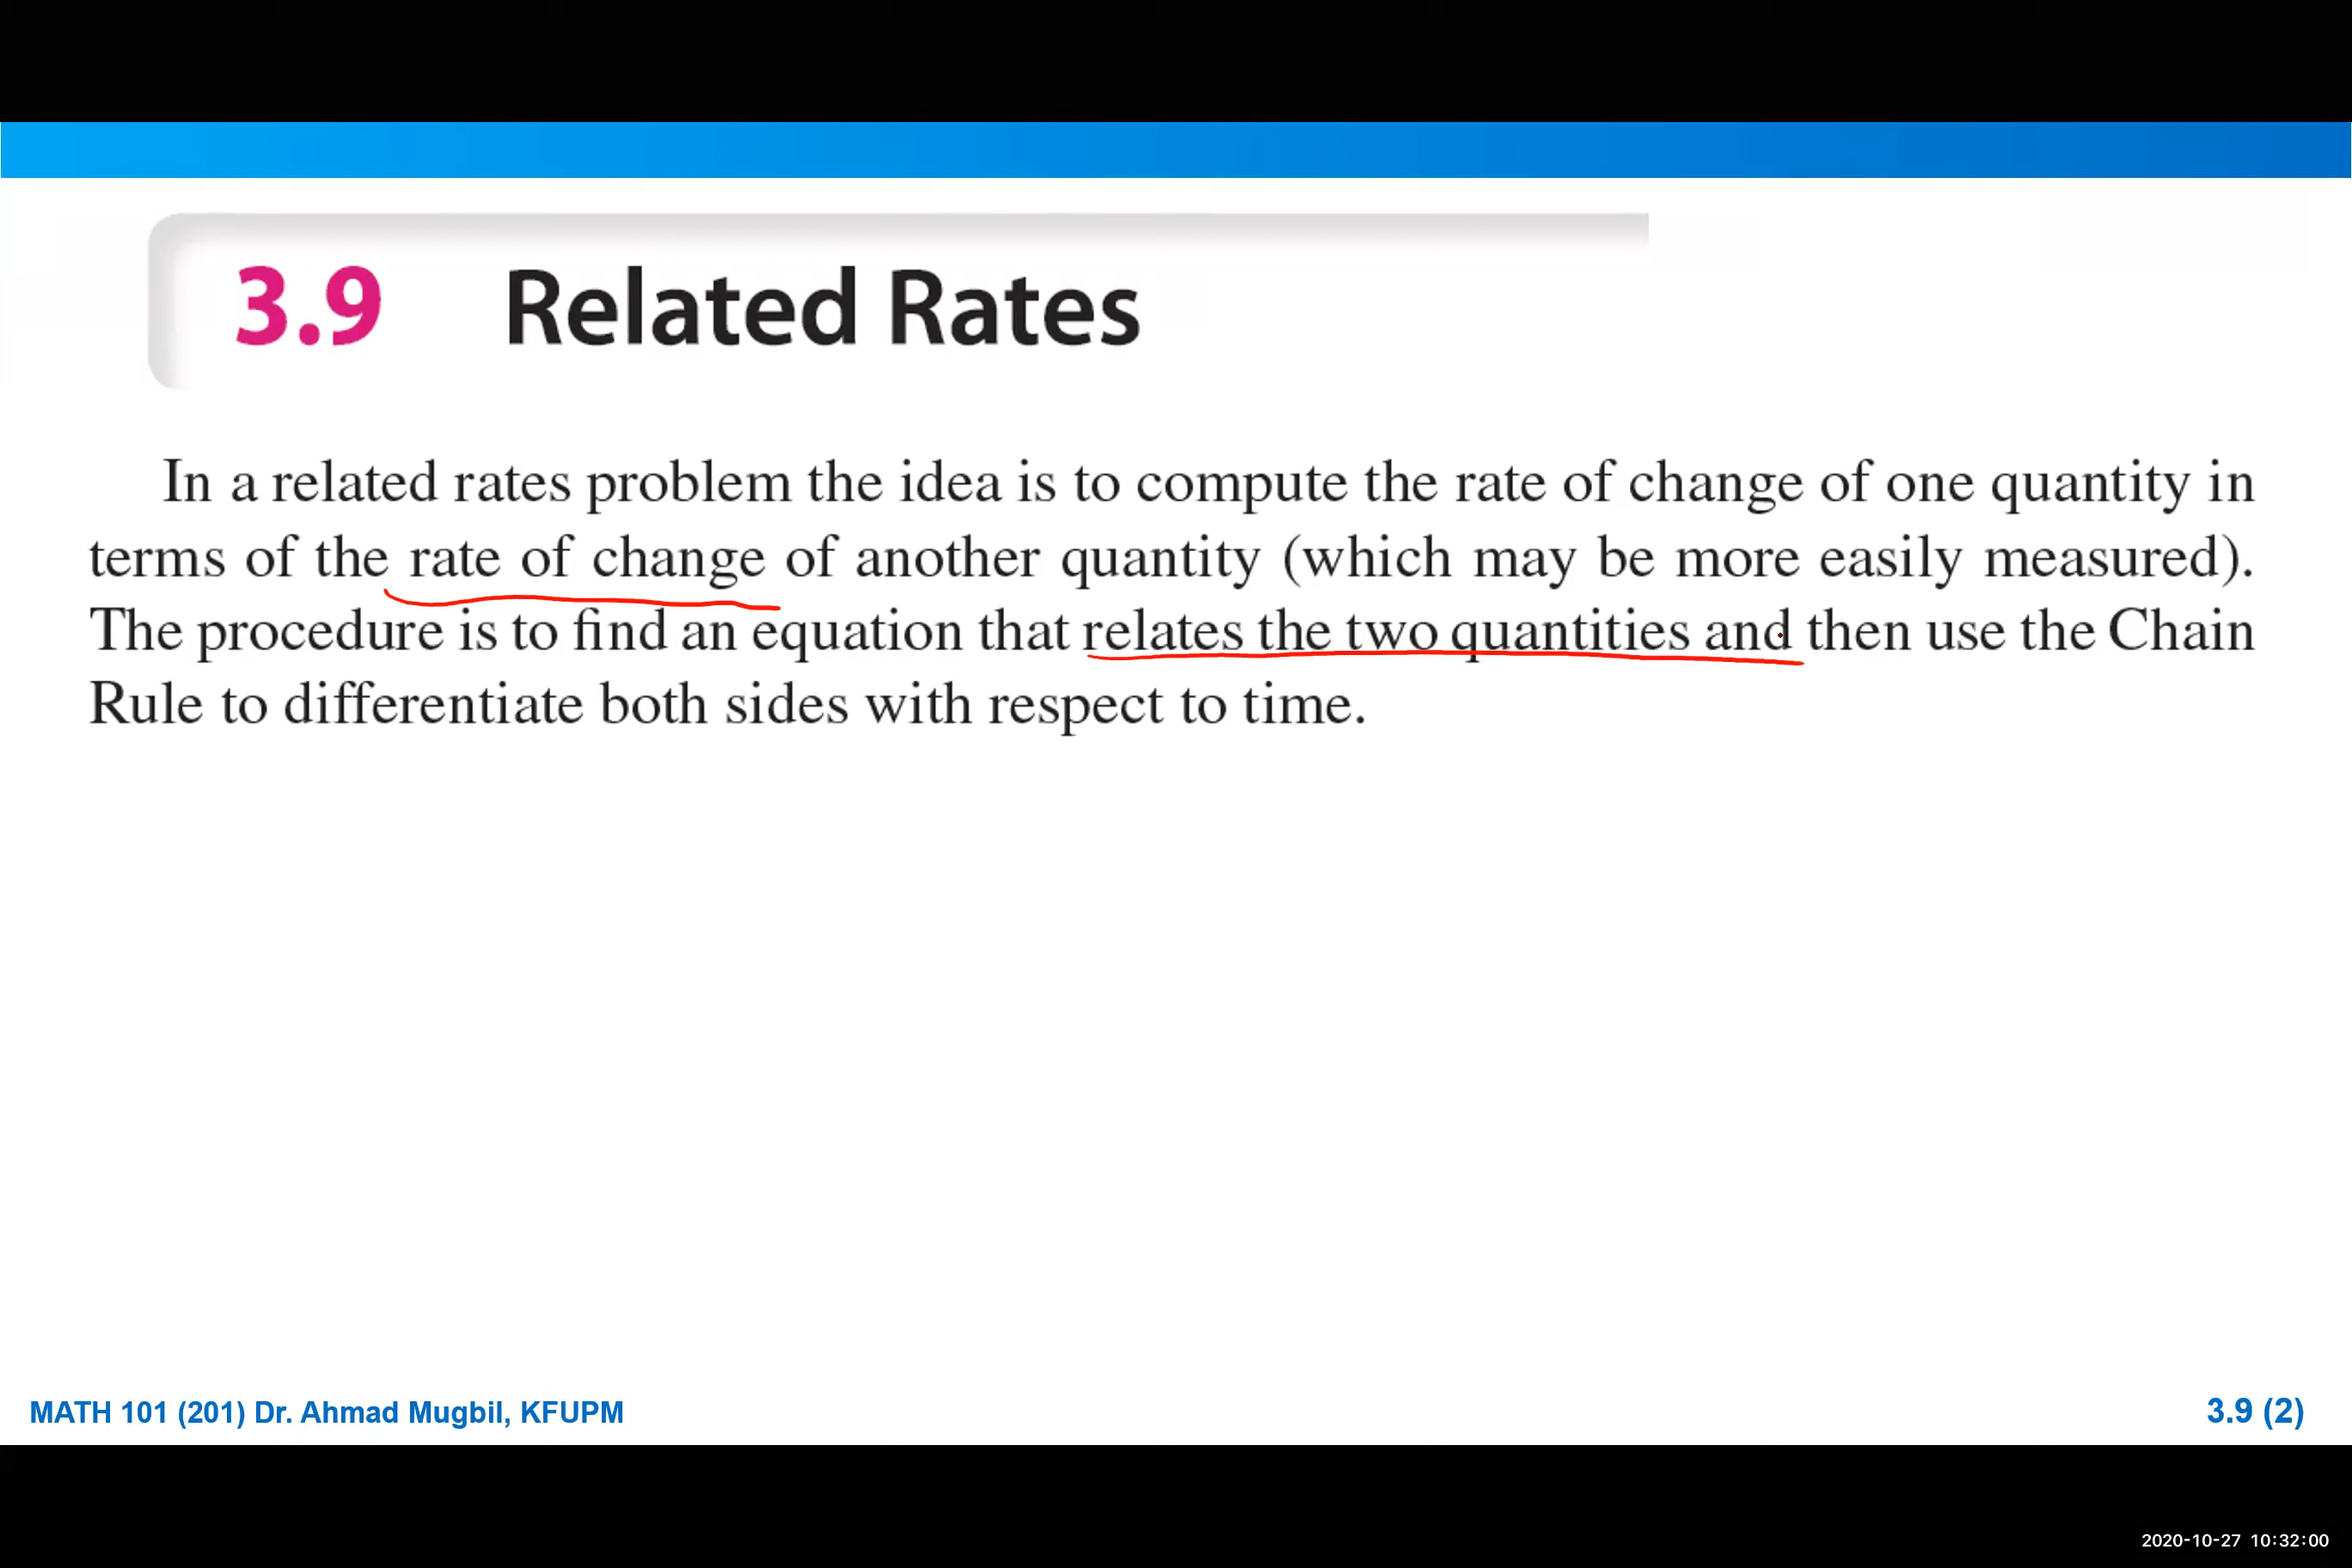 3.9 Related Rates
In a related rates problem the idea is to compute the rate of change of one quantity in
terms of the rate of change of another quantity (which may be more easily measured).
The procedure is to find an equation that relates the two quantities and then use the Chain
Rule to differentiate both sides with respect to time.
MATH 101 (201) Dr. Ahmad Mugbil, KFUPM 3.9 (2)
2020-10-27 10:32:00